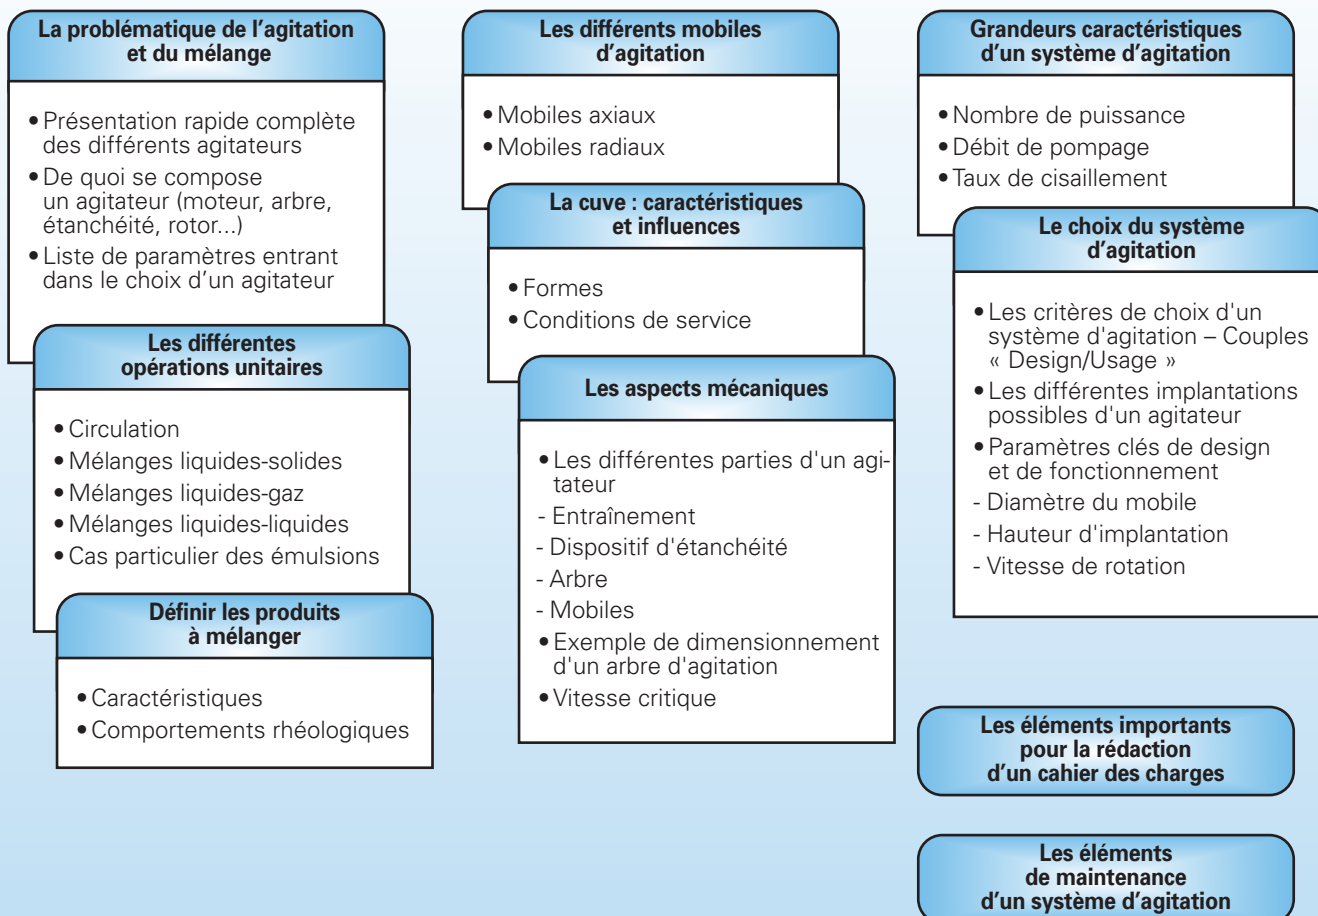 La problématique de l’agitation
et du mélange
• Présentation rapide complète
des différents agitateurs
• De quoi se compose
un agitateur (moteur, arbre,
étanchéité, rotor...)
• Liste de paramètres entrant
dans le choix d’un agitateur
Les différentes
opérations unitaires
• Circulation
• Mélanges liquides-solides
• Mélanges liquides-gaz
• Mélanges liquides-liquides
• Cas particulier des émulsions
Définir les produits
à mélanger
• Caractéristiques
• Comportements rhéologiques
Les différents mobiles
d’agitation
• Mobiles axiaux
• Mobiles radiaux
La cuve : caractéristiques
et influences
• Formes
• Conditions de service
Les aspects mécaniques
• Les différentes parties d'un agi-
tateur
- Entraînement
- Dispositif d'étanchéité
- Arbre
- Mobiles
• Exemple de dimensionnement
d'un arbre d'agitation
• Vitesse critique
Grandeurs caractéristiques
d’un système d’agitation
• Nombre de puissance
• Débit de pompage
• Taux de cisaillement
Le choix du système
d’agitation
• Les critères de choix d'un
système d'agitation – Couples
« Design/Usage »
• Les différentes implantations
possibles d'un agitateur
• Paramètres clés de design
et de fonctionnement
- Diamètre du mobile
- Hauteur d'implantation
- Vitesse de rotation
Les éléments importants
pour la rédaction
d’un cahier des charges
Les éléments
de maintenance
d’un système d’agitation